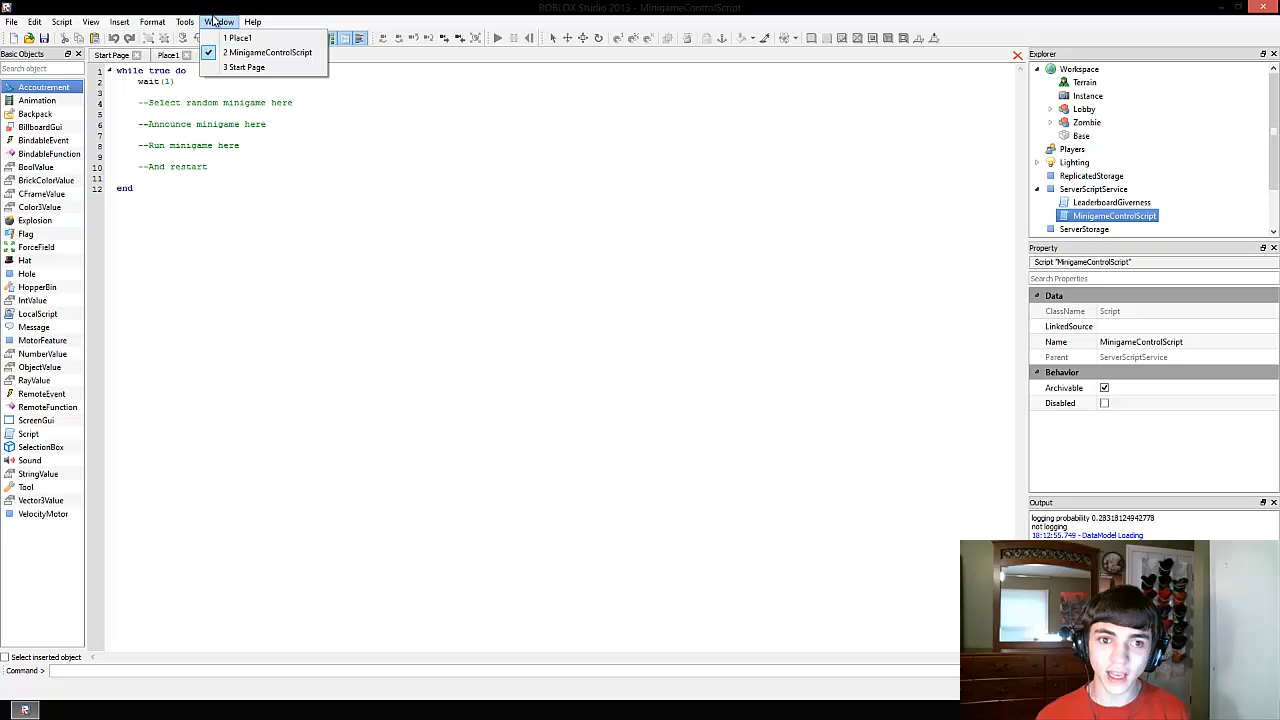 ROBLOX Studio 2013 - MinigameControlScript
File Edit Script View Insert Format Tools Window Help
1 Place1
2 MinigameControlScript
3 Start Page
Basic Objects
Search object
Accoutrement
Animation
Backpack
BillboardGui
BindableEvent
BindableFunction
BoolValue
BrickColorValue
CFrameValue
Color3Value
Explosion
Flag
ForceField
Hat
Hole
HopperBin
IntValue
LocalScript
Message
MotorFeature
NumberValue
ObjectValue
RayValue
RemoteEvent
RemoteFunction
ScreenGui
Script
SelectionBox
Sound
StringValue
Tool
Vector3Value
VelocityMotor
Select inserted object
Command >
Start Page Place1
1 while true do
2 wait(1)
3
4 --Select random minigame here
5
6 --Announce minigame here
7
8 --Run minigame here
9
10 --And restart
11
12 end
Explorer
Workspace
Terrain
Instance
Lobby
Zombie
Base
Players
Lighting
ReplicatedStorage
ServerScriptService
LeaderboardGiverness
MinigameControlScript
ServerStorage
Property
Script "MinigameControlScript"
Search Properties
Data
ClassName Script
LinkedSource
Name MinigameControlScript
Parent ServerScriptService
Behavior
Archivable
Disabled
Output
logging probability 0.28318124942778
not logging
18:12:55.749 - DataModel Loading